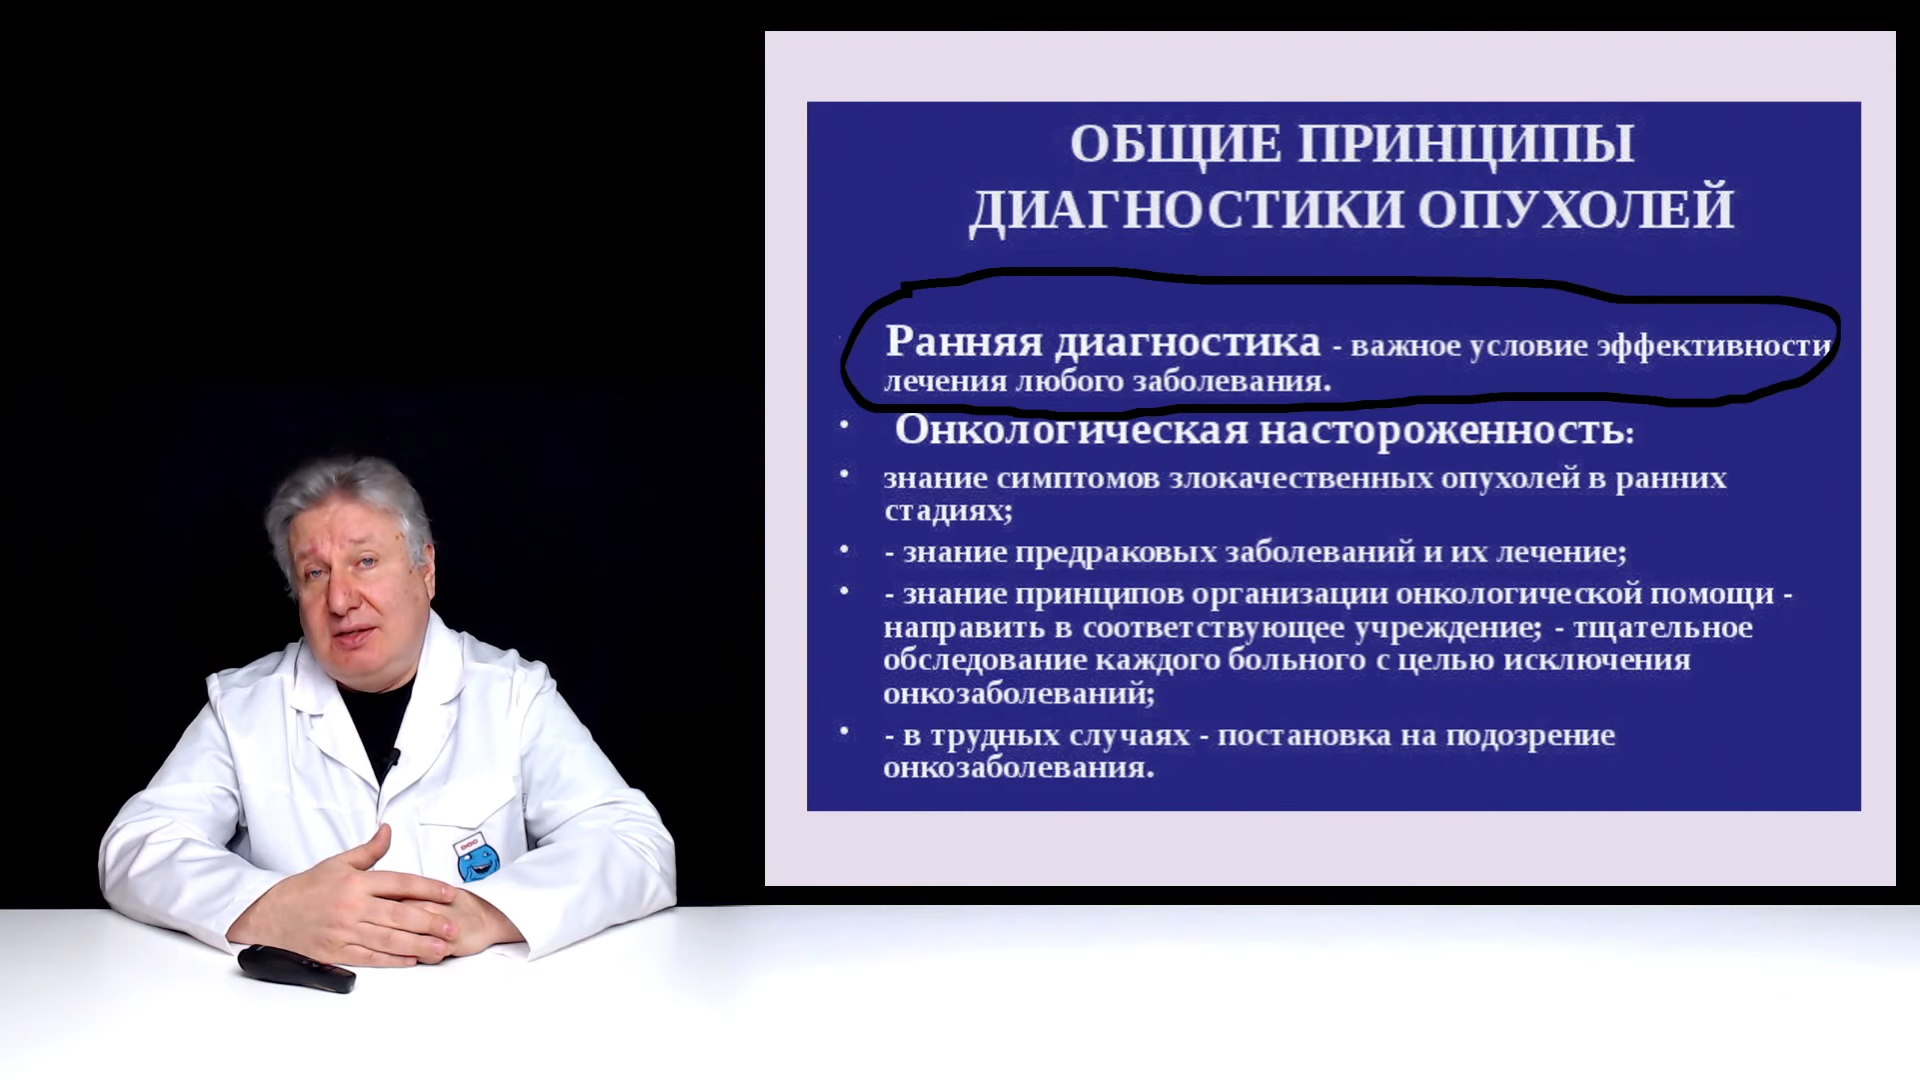 ОБЩИЕ ПРИНЦИПЫ
ДИАГНОСТИКИ ОПУХОЛЕЙ
Ранняя диагностика - важное условие эффективности
лечения любого заболевания.
• Онкологическая настороженность:
• знание симптомов злокачественных опухолей в ранних
стадиях;
• - знание предраковых заболеваний и их лечение;
• - знание принципов организации онкологической помощи -
направить в соответствующее учреждение; - тщательное
обследование каждого больного с целью исключения
онкозаболеваний;
• - в трудных случаях - постановка на подозрение
онкозаболевания.